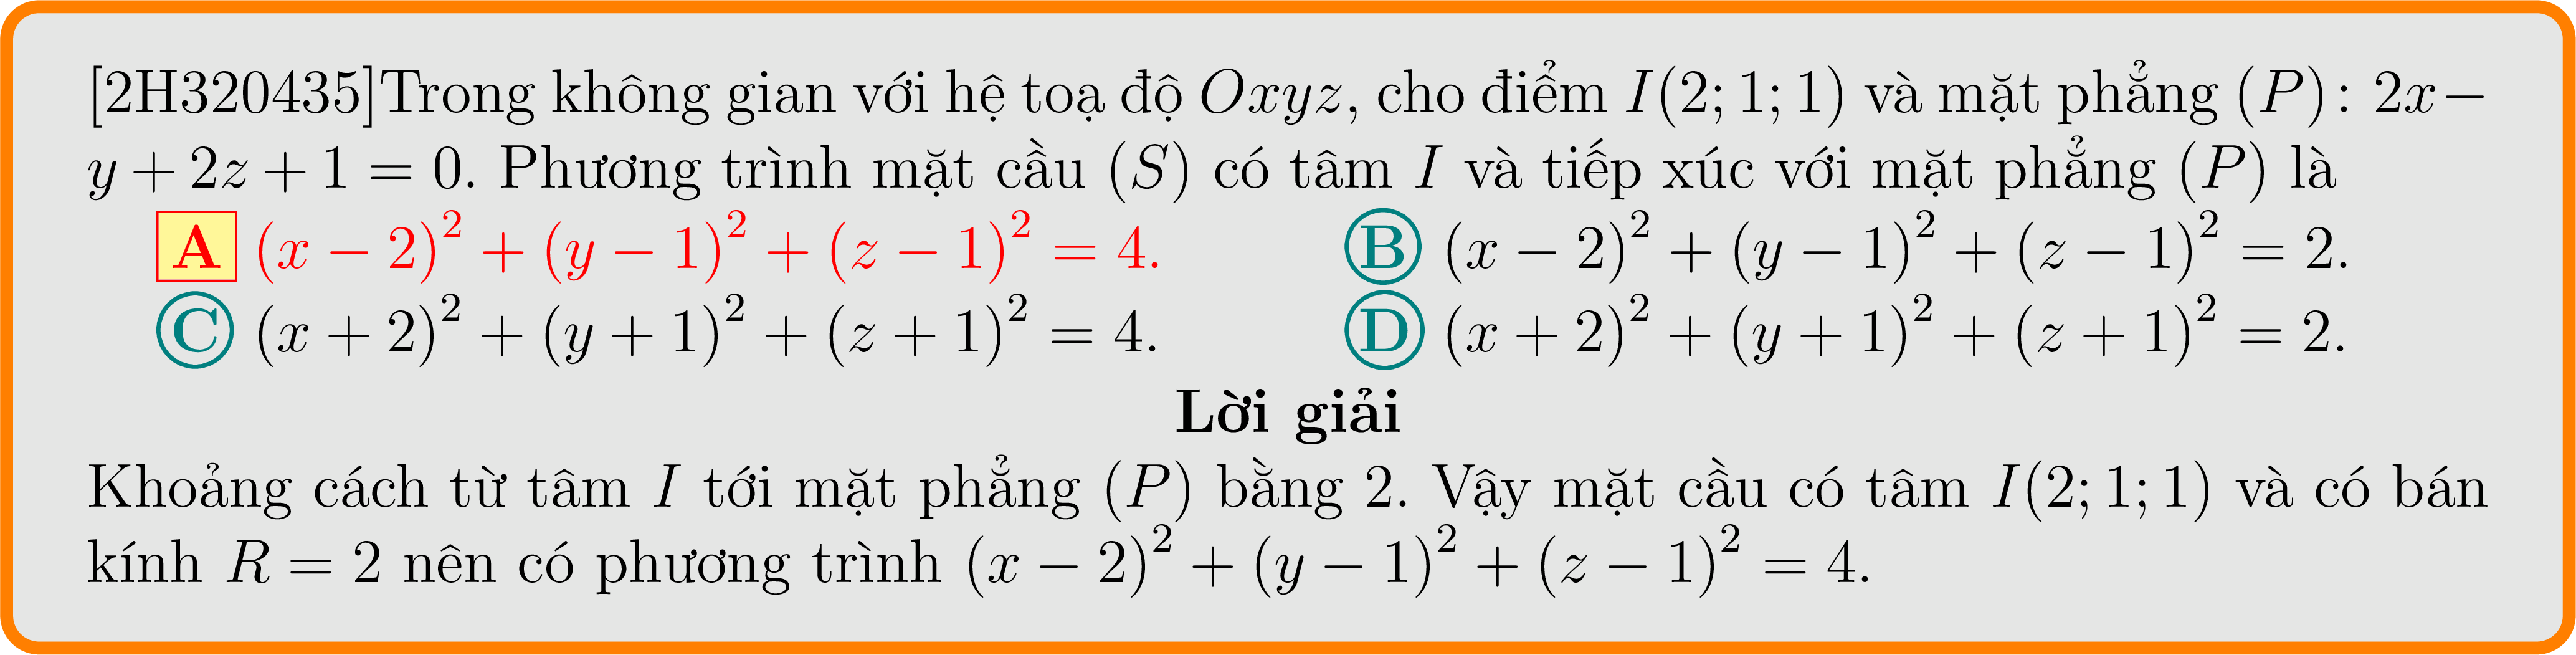 [2H320435]Trong không gian với hệ toạ độ Oxyz, cho điểm I(2; 1; 1) và mặt phẳng (P): 2x−
y + 2z + 1 = 0. Phương trình mặt cầu (S) có tâm I và tiếp xúc với mặt phẳng (P) là
A (x − 2)² + (y − 1)² + (z − 1)² = 4. B (x − 2)² + (y − 1)² + (z − 1)² = 2.
C (x + 2)² + (y + 1)² + (z + 1)² = 4. D (x + 2)² + (y + 1)² + (z + 1)² = 2.
Lời giải
Khoảng cách từ tâm I tới mặt phẳng (P) bằng 2. Vậy mặt cầu có tâm I(2; 1; 1) và có bán
kính R = 2 nên có phương trình (x − 2)² + (y − 1)² + (z − 1)² = 4.